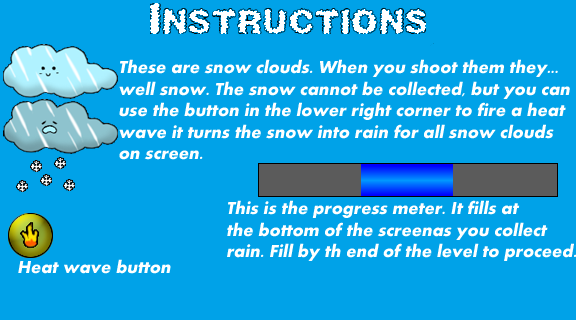 INSTRUCTIONS
These are snow clouds. When you shoot them they...
well snow. The snow cannot be collected, but you can
use the button in the lower right corner to fire a heat
wave it turns the snow into rain for all snow clouds
on screen.
This is the progress meter. It fills at
the bottom of the screenas you collect
rain. Fill by th end of the level to proceed.
Heat wave button